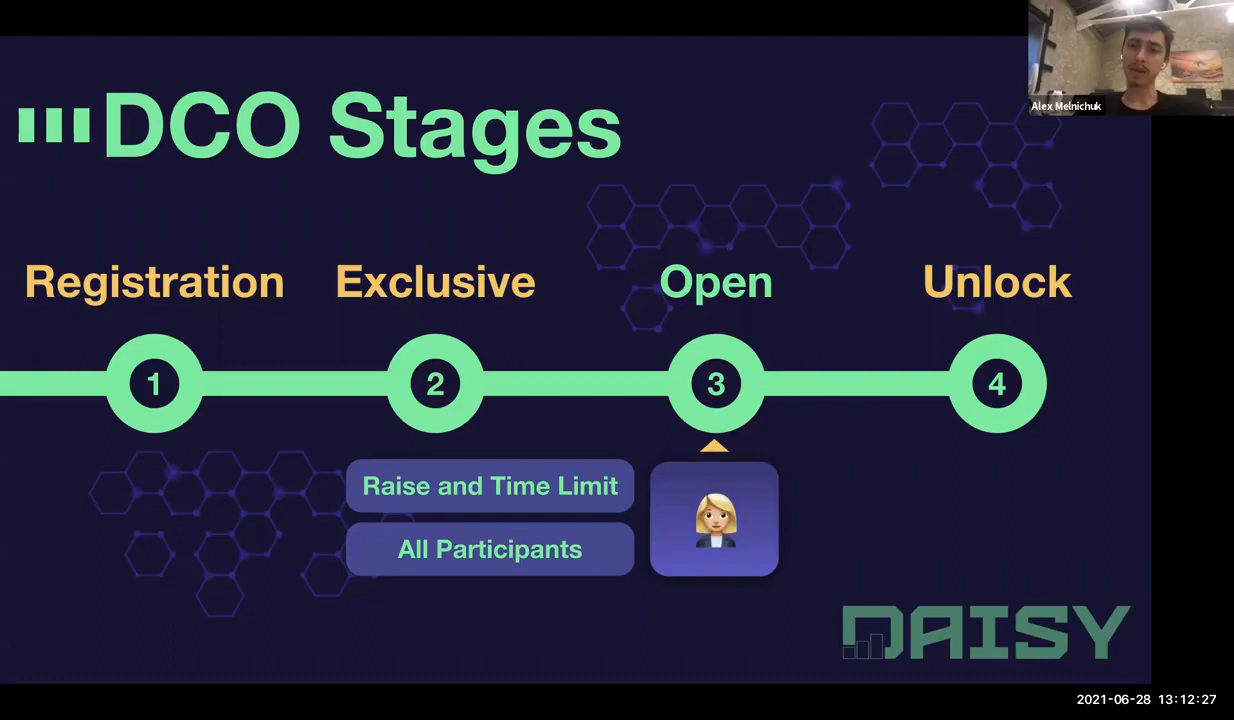 Alex Melnichuk
DCO Stages
Registration
Exclusive
Open
Unlock
1
2
3
4
Raise and Time Limit
All Participants
DAISY
2021-06-28 13:12:27